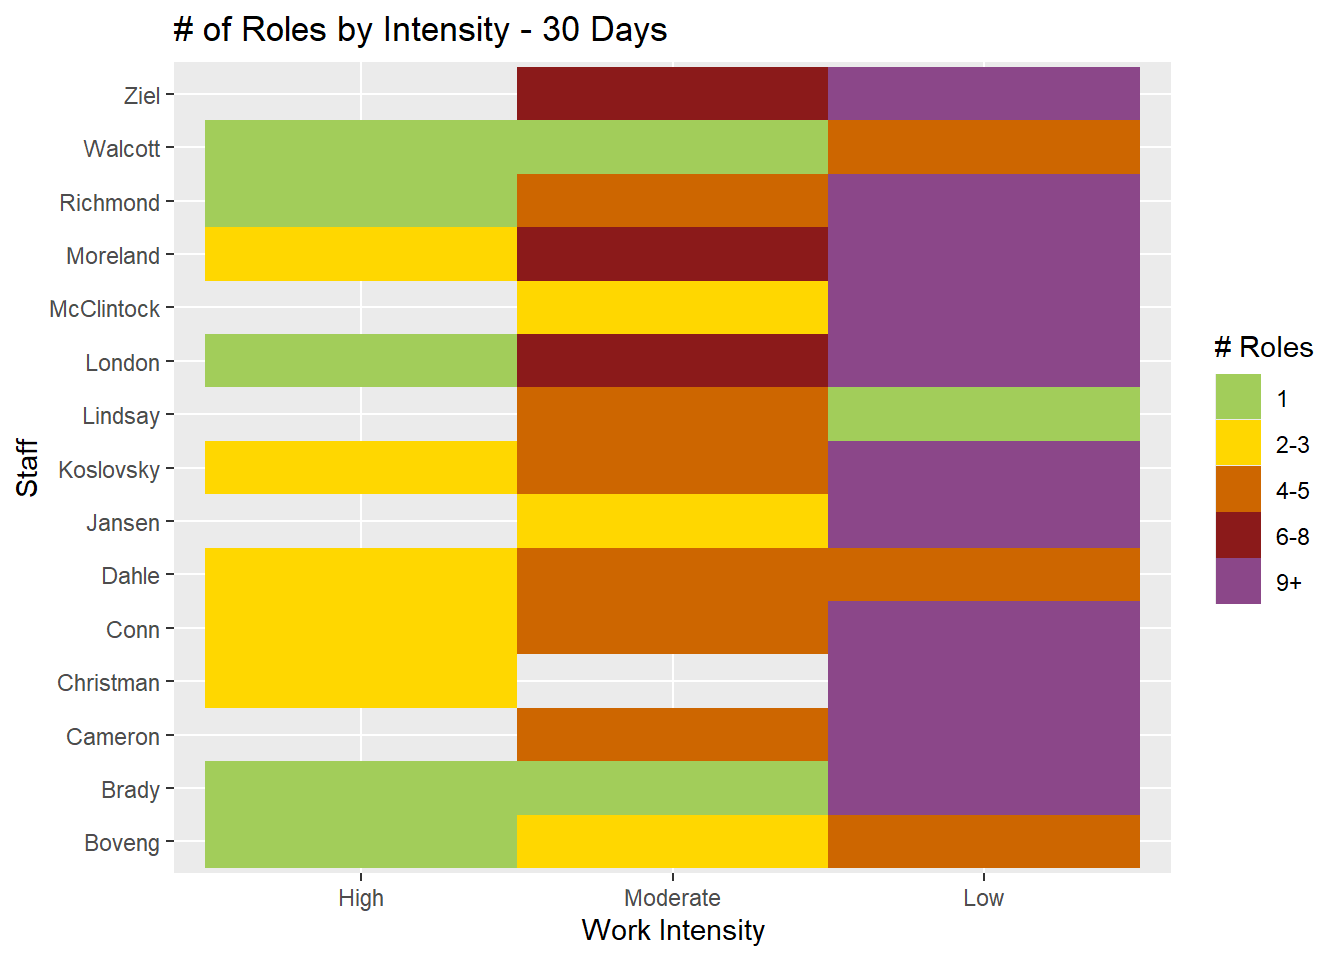 # of Roles by Intensity - 30 Days
Ziel
Walcott
Richmond
Moreland
McClintock
London
Lindsay
Koslovsky
Jansen
Dahle
Conn
Christman
Cameron
Brady
Boveng
Staff
High Moderate Low
Work Intensity
# Roles
1
2-3
4-5
6-8
9+